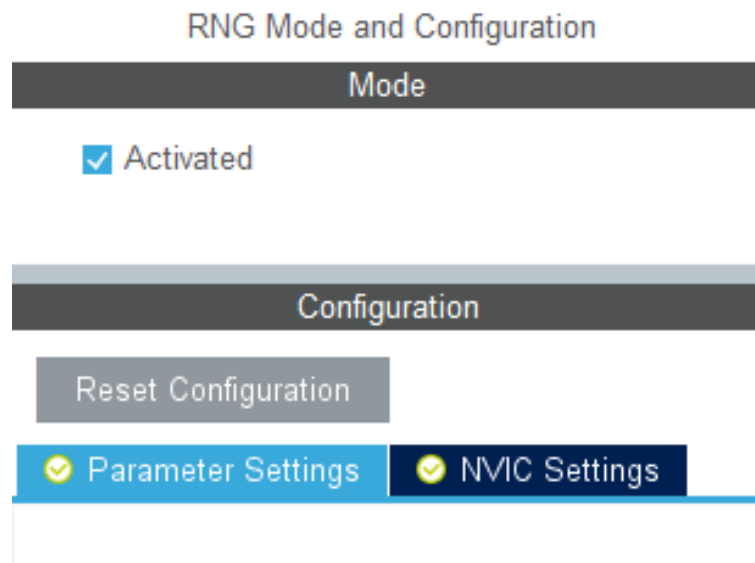 RNG Mode and Configuration
Mode
Activated
Configuration
Reset Configuration
Parameter Settings NVIC Settings